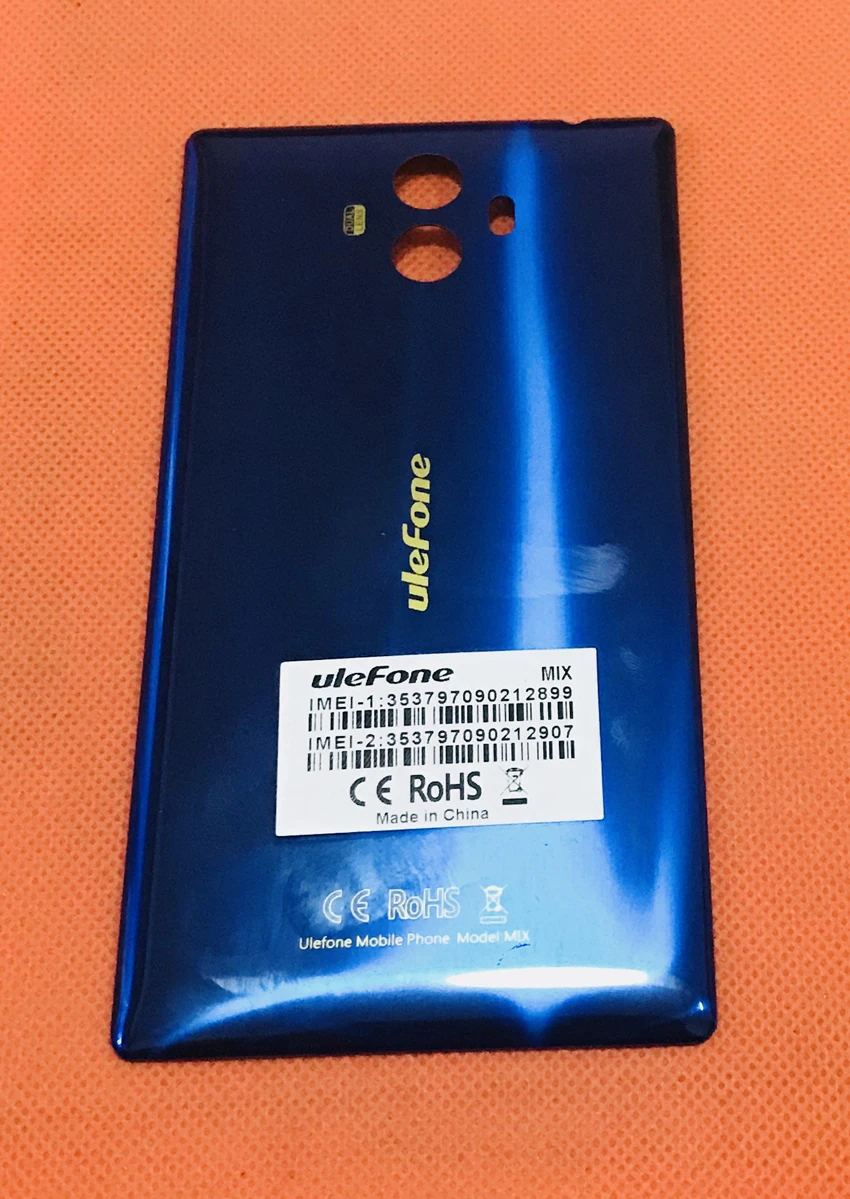 DUAL
LENS
ulefone
ulefone MIX
IMEI-1:353797090212899
IMEI-2:353797090212907
CE RoHS
Made in China
CE RoHS
Ulefone Mobile Phone Model MIX